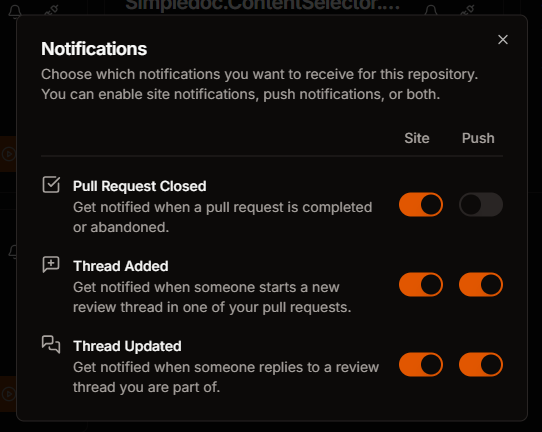 Simpledoc.ContentSelector....
Notifications
Choose which notifications you want to receive for this repository.
You can enable site notifications, push notifications, or both.
Site Push
Pull Request Closed
Get notified when a pull request is completed
or abandoned.
Thread Added
Get notified when someone starts a new
review thread in one of your pull requests.
Thread Updated
Get notified when someone replies to a review
thread you are part of.